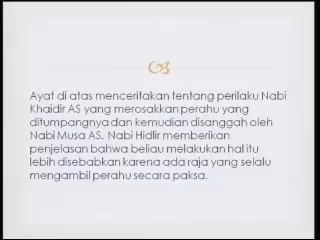 Ayat di atas menceritakan tentang perilaku Nabi
Khaidir AS yang merosakkan perahu yang
ditumpangnya dan kemudian disanggah oleh
Nabi Musa AS. Nabi Hidlir memberikan
penjelasan bahwa beliau melakukan hal itu
lebih disebabkan karena ada raja yang selalu
mengambil perahu secara paksa.